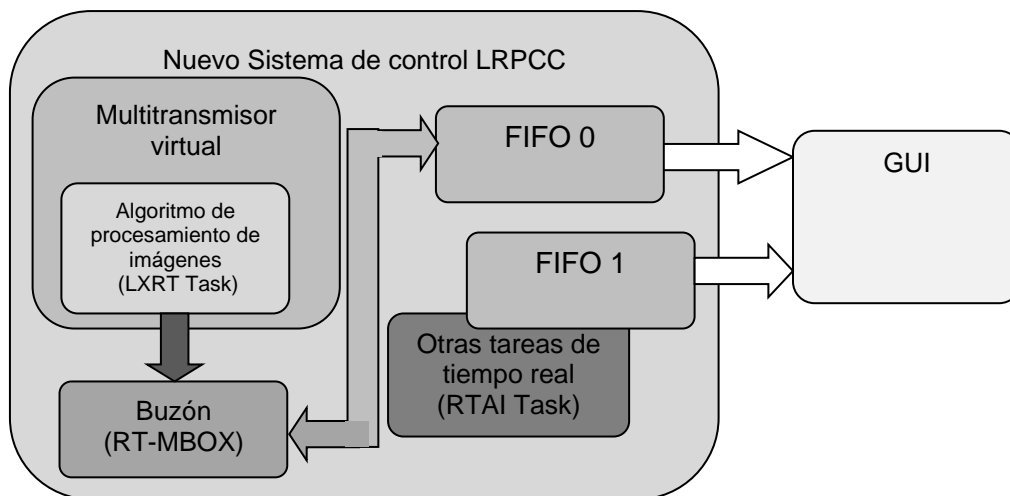 Nuevo Sistema de control LRPCC
Multitransmisor
virtual
Algoritmo de
procesamiento de
imágenes
(LXRT Task)
Buzón
(RT-MBOX)
FIFO 0
FIFO 1
Otras tareas de
tiempo real
(RTAI Task)
GUI